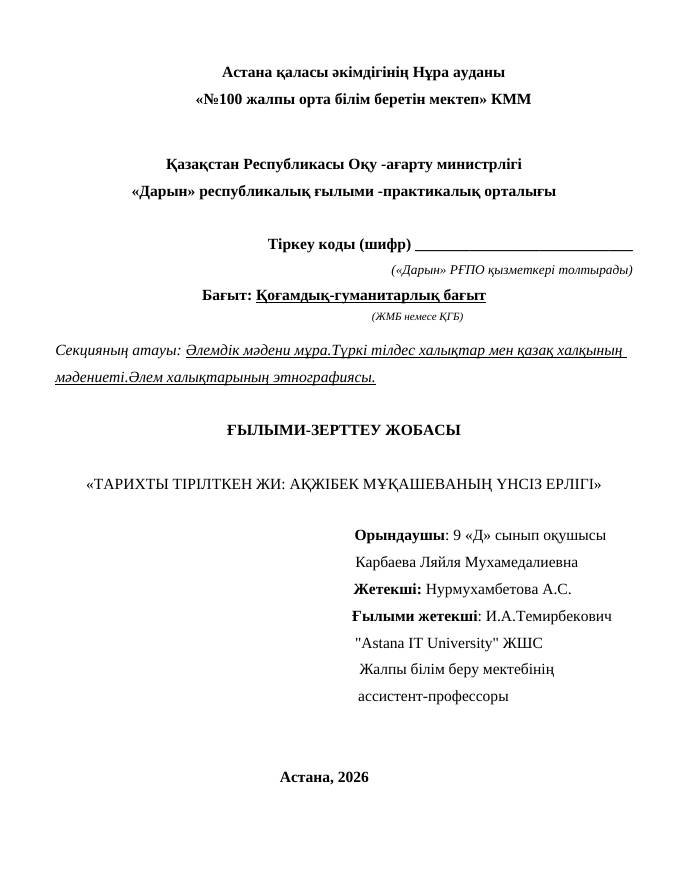 Астана қаласы әкімдігінің Нұра ауданы
«№100 жалпы орта білім беретін мектеп» КММ
Қазақстан Республикасы Оқу -ағарту министрлігі
«Дарын» республикалық ғылыми -практикалық орталығы
Тіркеу коды (шифр) ____________________________
(«Дарын» РҒПО қызметкері толтырады)
Бағыт: Қоғамдық-гуманитарлық бағыт
(ЖМБ немесе ҚГБ)
Секцияның атауы: Әлемдік мәдени мұра.Түркі тілдес халықтар мен қазақ халқының
мәдениеті.Әлем халықтарының этнографиясы.
ҒЫЛЫМИ-ЗЕРТТЕУ ЖОБАСЫ
«ТАРИХТЫ ТІРІЛТКЕН ЖИ: АҚЖІБЕК МҰҚАШЕВАНЫҢ ҮНСІЗ ЕРЛІГІ»
Орындаушы: 9 «Д» сынып оқушысы
Карбаева Ляйля Мухамедалиевна
Жетекші: Нурмухамбетова А.С.
Ғылыми жетекші: И.А.Темирбекович
"Astana IT University" ЖШС
Жалпы білім беру мектебінің
ассистент-профессоры
Астана, 2026